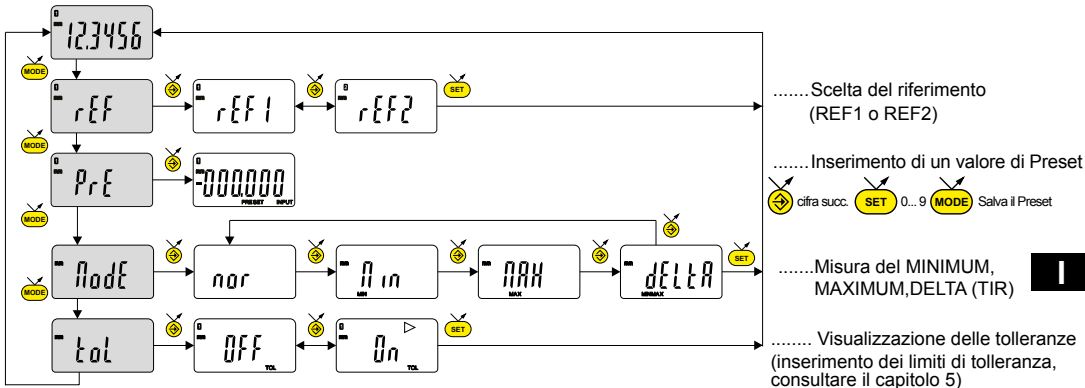 12.3456
MODE
rEF
rEF1
rEF2
SET
.......Scelta del riferimento
(REF1 o REF2)
MODE
PrE
-000.000
PRESET INPUT
.......Inserimento di un valore di Preset
cifra succ. SET 0... 9 MODE Salva il Preset
MODE
ModE
nor
Min
MIN
MAX
MAX
dELtA
MINMAX
SET
.......Misura del MINIMUM,
MAXIMUM,DELTA (TIR)
I
MODE
toL
OFF
TOL
On
TOL
SET
........ Visualizzazione delle tolleranze
(inserimento dei limiti di tolleranza,
consultare il capitolo 5)